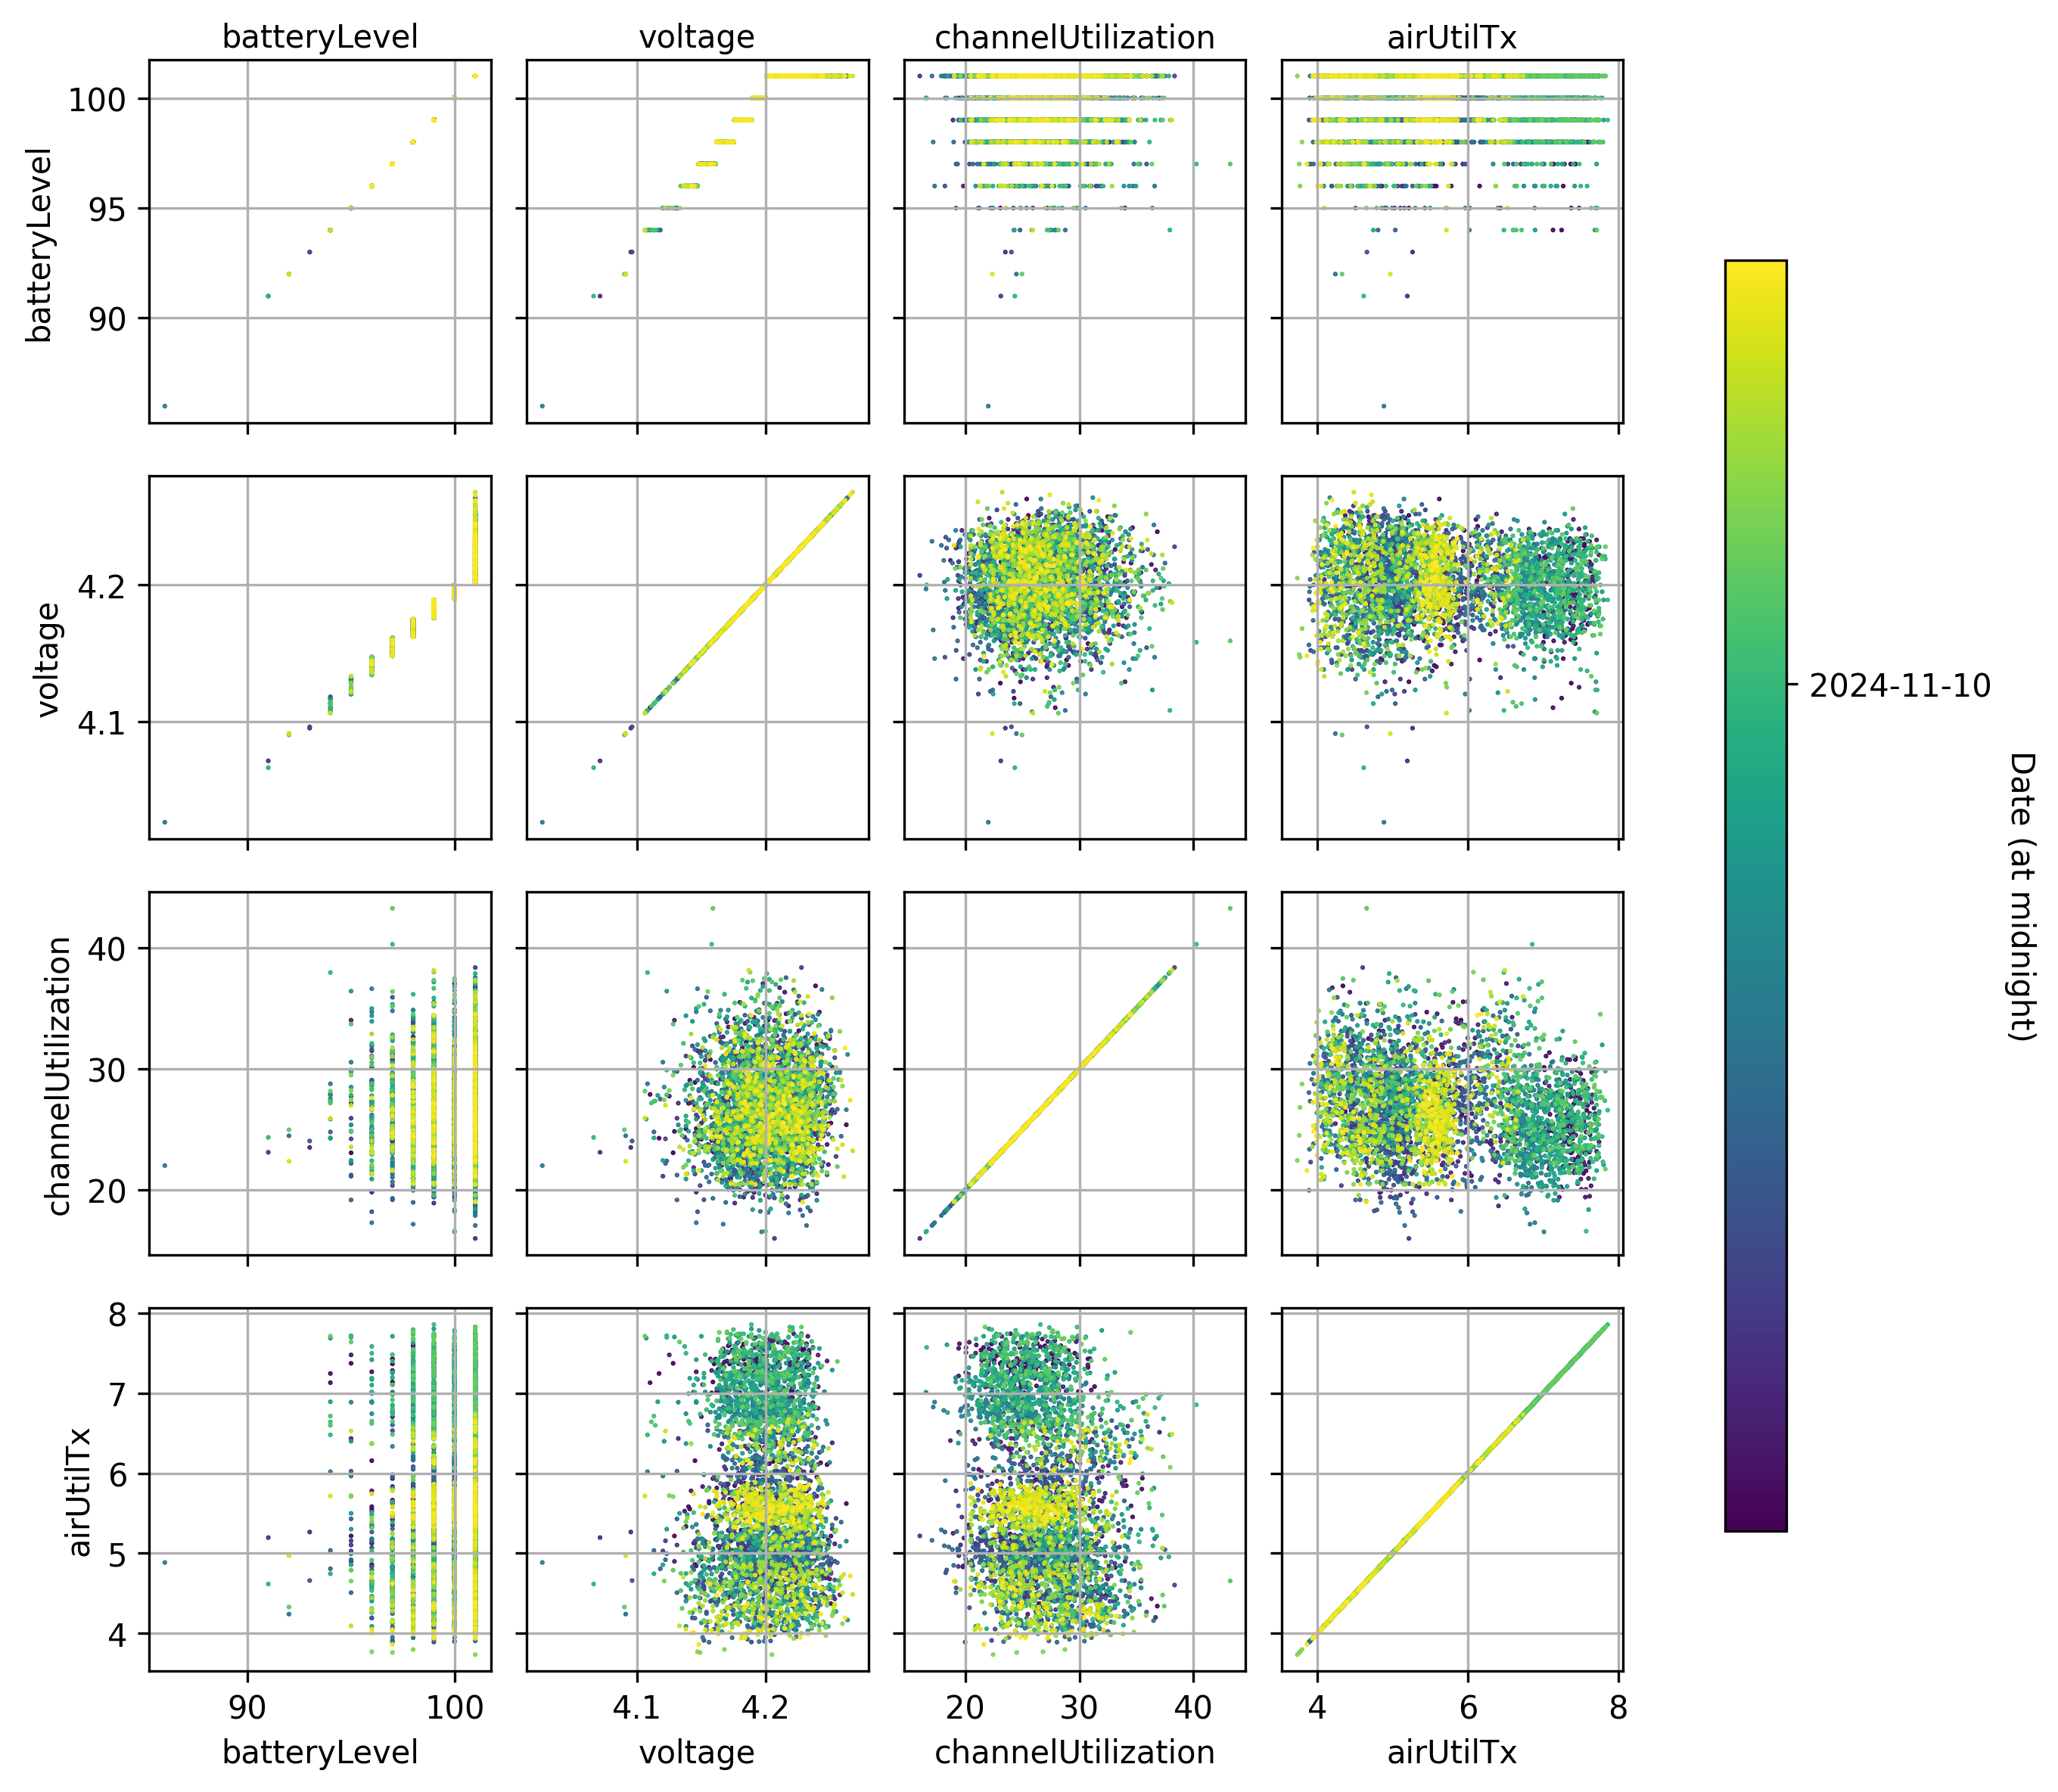 batteryLevel voltage channelUtilization airUtilTx
batteryLevel
100
95
90
voltage
4.2
4.1
channelUtilization
40
30
20
airUtilTx
8
7
6
5
4
90 100 4.1 4.2 20 30 40 4 6 8
batteryLevel voltage channelUtilization airUtilTx
2024-11-10
Date (at midnight)